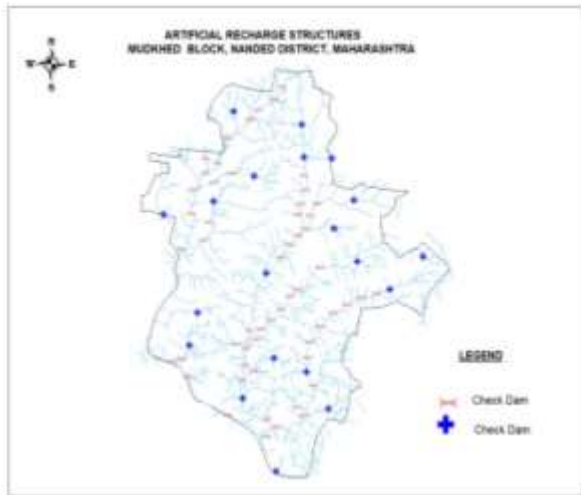 ARTIFICIAL RECHARGE STRUCTURES
MUDKHED BLOCK, NANDED DISTRICT, MAHARASHTRA
N
W E
S
LEGEND
Check Dam
Check Dam